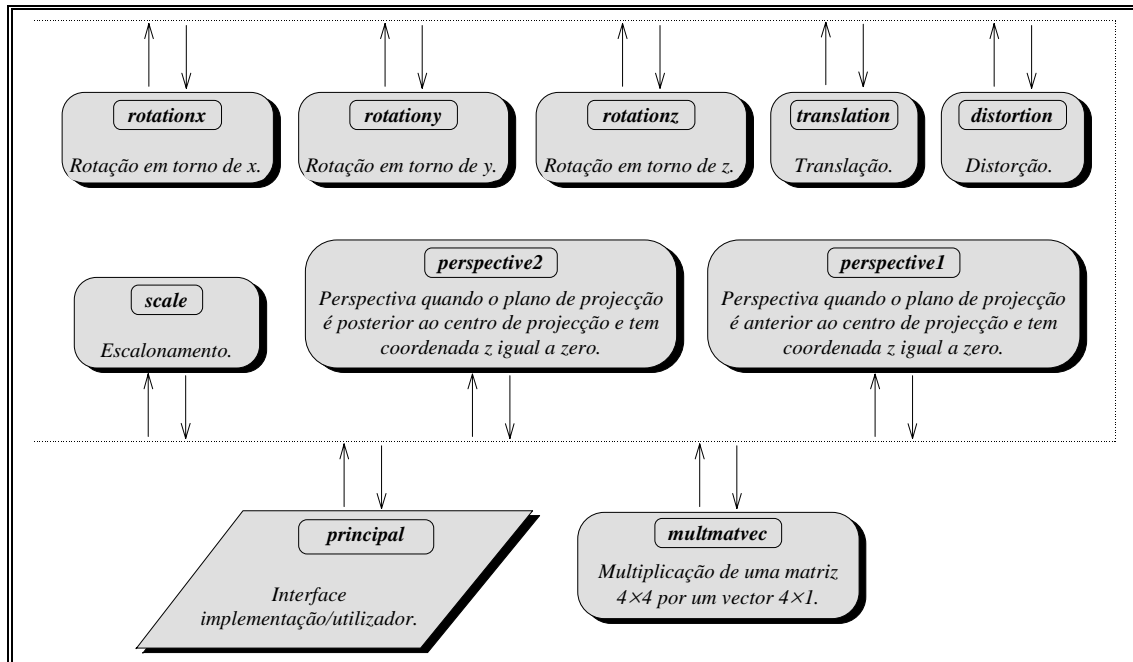 rotationx
Rotação em torno de x.
rotationy
Rotação em torno de y.
rotationz
Rotação em torno de z.
translation
Translação.
distortion
Distorção.
scale
Escalonamento.
perspective2
Perspectiva quando o plano de projecção
é posterior ao centro de projecção e tem
coordenada z igual a zero.
perspective1
Perspectiva quando o plano de projecção
é anterior ao centro de projecção e tem
coordenada z igual a zero.
principal
Interface
implementação/utilizador.
multmatvec
Multiplicação de uma matriz
4×4 por um vector 4×1.